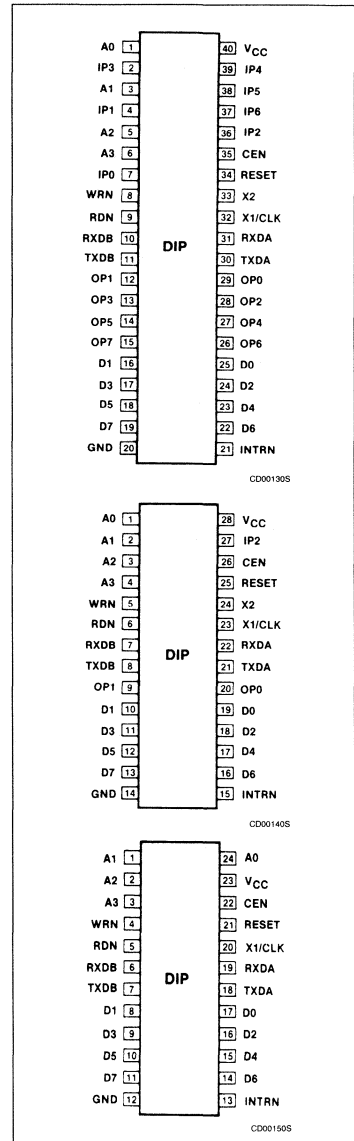 A0 1 40 VCC
IP3 2 39 IP4
A1 3 38 IP5
IP1 4 37 IP6
A2 5 36 IP2
A3 6 35 CEN
IP0 7 34 RESET
WRN 8 33 X2
RDN 9 32 X1/CLK
RXDB 10 31 RXDA
DIP
TXDB 11 30 TXDA
OP1 12 29 OP0
OP3 13 28 OP2
OP5 14 27 OP4
OP7 15 26 OP6
D1 16 25 D0
D3 17 24 D2
D5 18 23 D4
D7 19 22 D6
GND 20 21 INTRN
CD00130S
A0 1 28 VCC
A1 2 27 IP2
A2 3 26 CEN
A3 4 25 RESET
WRN 5 24 X2
RDN 6 23 X1/CLK
RXDB 7 22 RXDA
DIP
TXDB 8 21 TXDA
OP1 9 20 OP0
D1 10 19 D0
D3 11 18 D2
D5 12 17 D4
D7 13 16 D6
GND 14 15 INTRN
CD00140S
A1 1 24 A0
A2 2 23 VCC
A3 3 22 CEN
WRN 4 21 RESET
RDN 5 20 X1/CLK
RXDB 6 19 RXDA
TXDB 7 DIP 18 TXDA
D1 8 17 D0
D3 9 16 D2
D5 10 15 D4
D7 11 14 D6
GND 12 13 INTRN
CD00150S